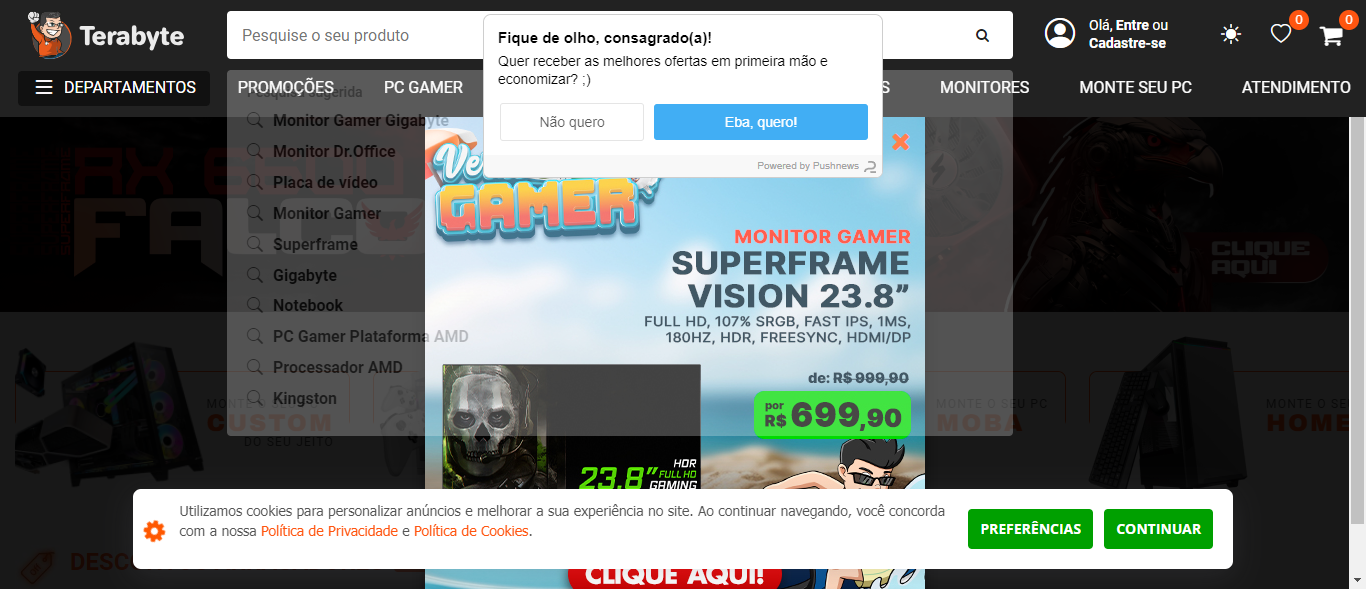 Terabyte
Pesquise o seu produto
Olá, Entre ou
Cadastre-se
0
0
DEPARTAMENTOS
PROMOÇÕES
PC GAMER
S
MONITORES
MONTE SEU PC
ATENDIMENTO
Fique de olho, consagrado(a)!
Quer receber as melhores ofertas em primeira mão e
economizar? ;)
Não quero
Eba, quero!
Powered by Pushnews
Pesquisa sugerida
Monitor Gamer Gigabyte
Monitor Dr.Office
Placa de vídeo
Monitor Gamer
Superframe
Gigabyte
Notebook
PC Gamer Plataforma AMD
Processador AMD
Kingston
CLIQUE
AQUI
GAMER
MONITOR GAMER
SUPERFRAME
VISION 23.8”
FULL HD, 107% SRGB, FAST IPS, 1MS,
180HZ, HDR, FREESYNC, HDMI/DP
de: R$ 999,90
por
R$ 699,90
HDR
23.8” FULL HD
GAMING
MONTE O SEU PC
CUSTOM
DO SEU JEITO
MONTE O SEU PC
MOBA
MONTE O SE
HOME
Utilizamos cookies para personalizar anúncios e melhorar a sua experiência no site. Ao continuar navegando, você concorda
com a nossa Política de Privacidade e Política de Cookies.
PREFERÊNCIAS
CONTINUAR
DESC
CLIQUE AQUI!